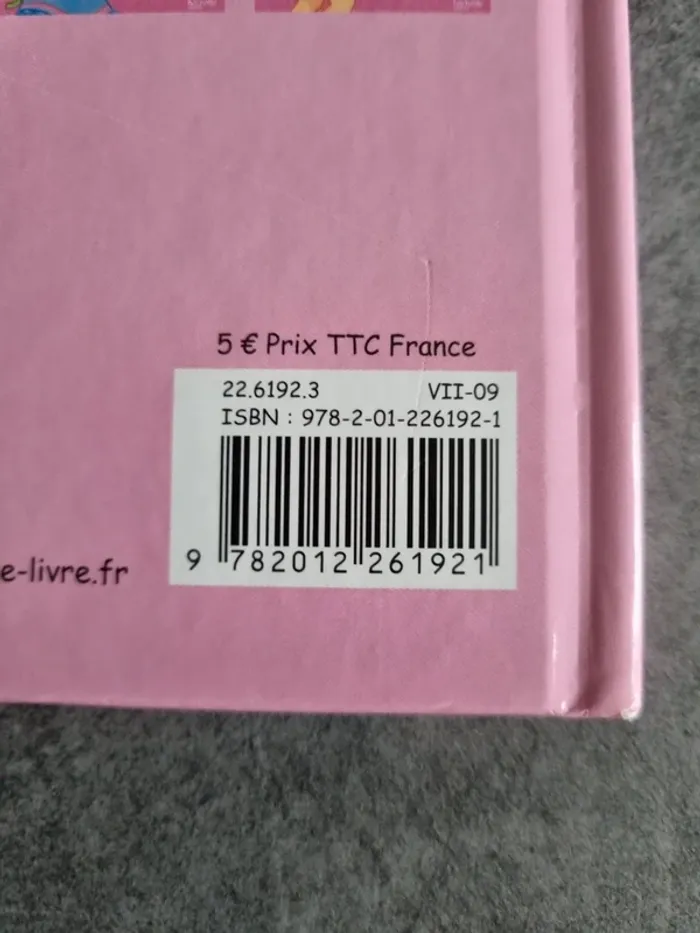 5 € Prix TTC France
22.6192.3 VII-09
ISBN : 978-2-01-226192-1
9 782012 261921
e-livre.fr